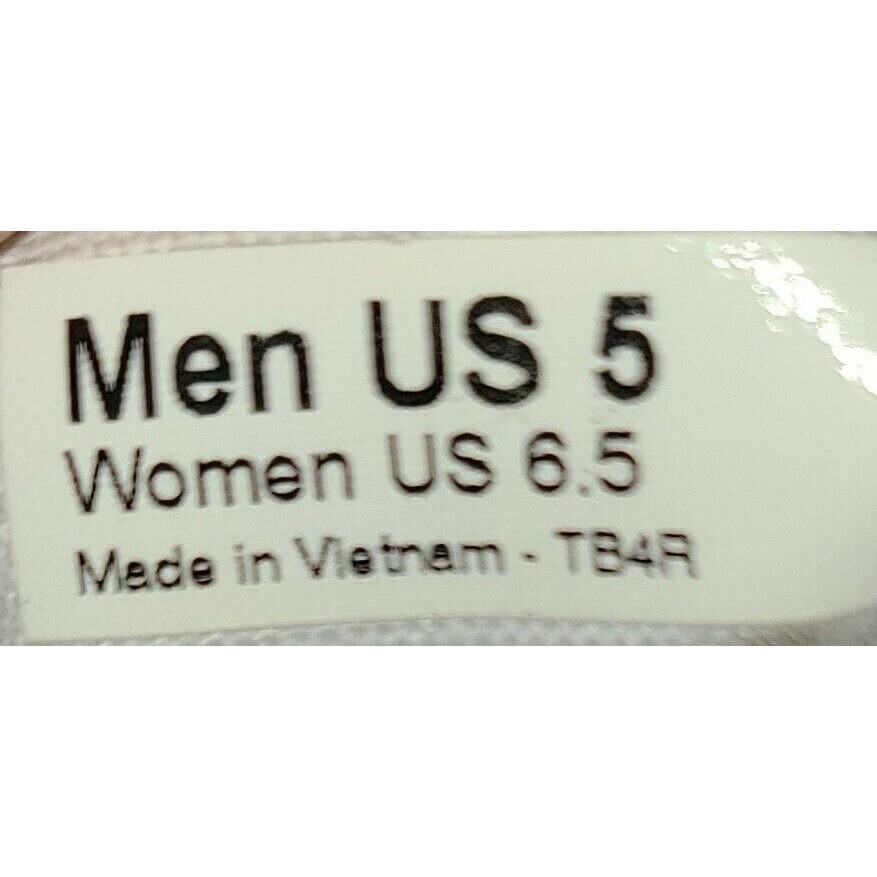 Men US 5
Women US 6.5
Made in Vietnam - TB4R